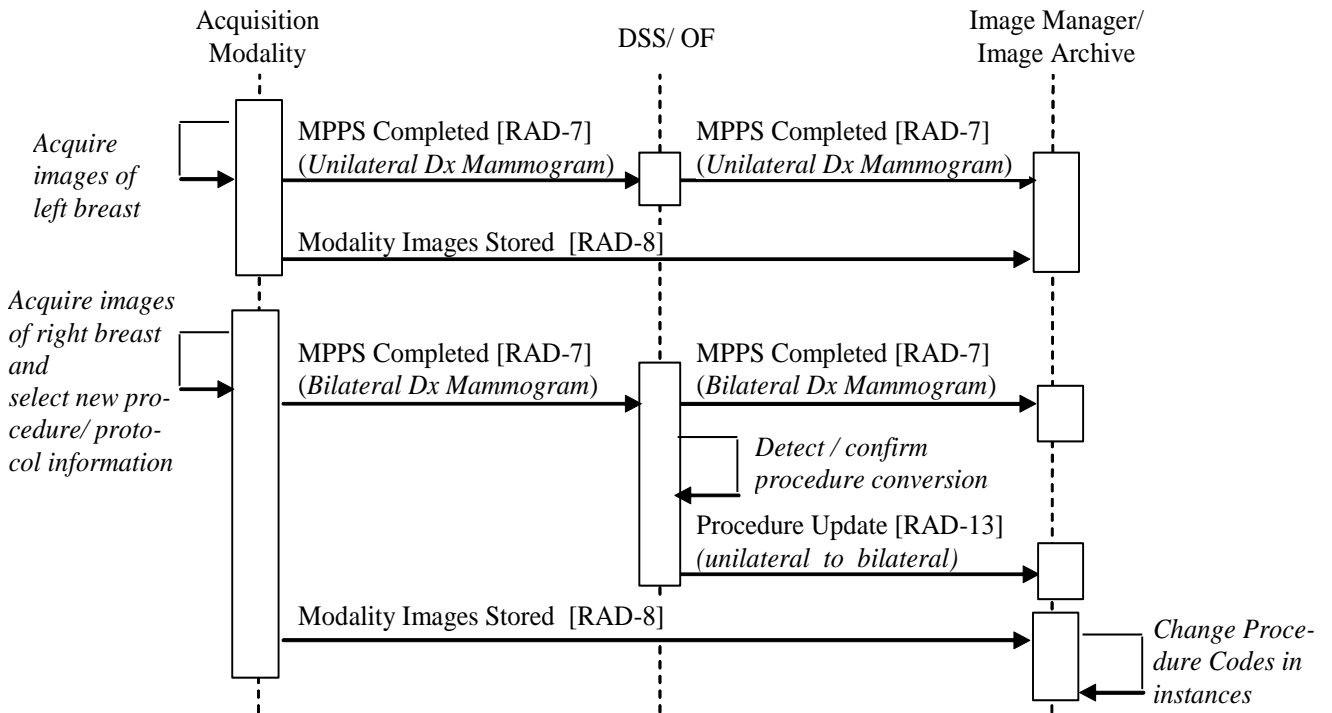 Acquisition
Modality
DSS/ OF
Image Manager/
Image Archive
Acquire
images of
left breast
MPPS Completed [RAD-7]
(Unilateral Dx Mammogram)
MPPS Completed [RAD-7]
(Unilateral Dx Mammogram)
Modality Images Stored [RAD-8]
Acquire images
of right breast
and
select new pro-
cedure/ proto-
col information
MPPS Completed [RAD-7]
(Bilateral Dx Mammogram)
MPPS Completed [RAD-7]
(Bilateral Dx Mammogram)
Detect / confirm
procedure conversion
Procedure Update [RAD-13]
(unilateral to bilateral)
Modality Images Stored [RAD-8]
Change Proce-
dure Codes in
instances